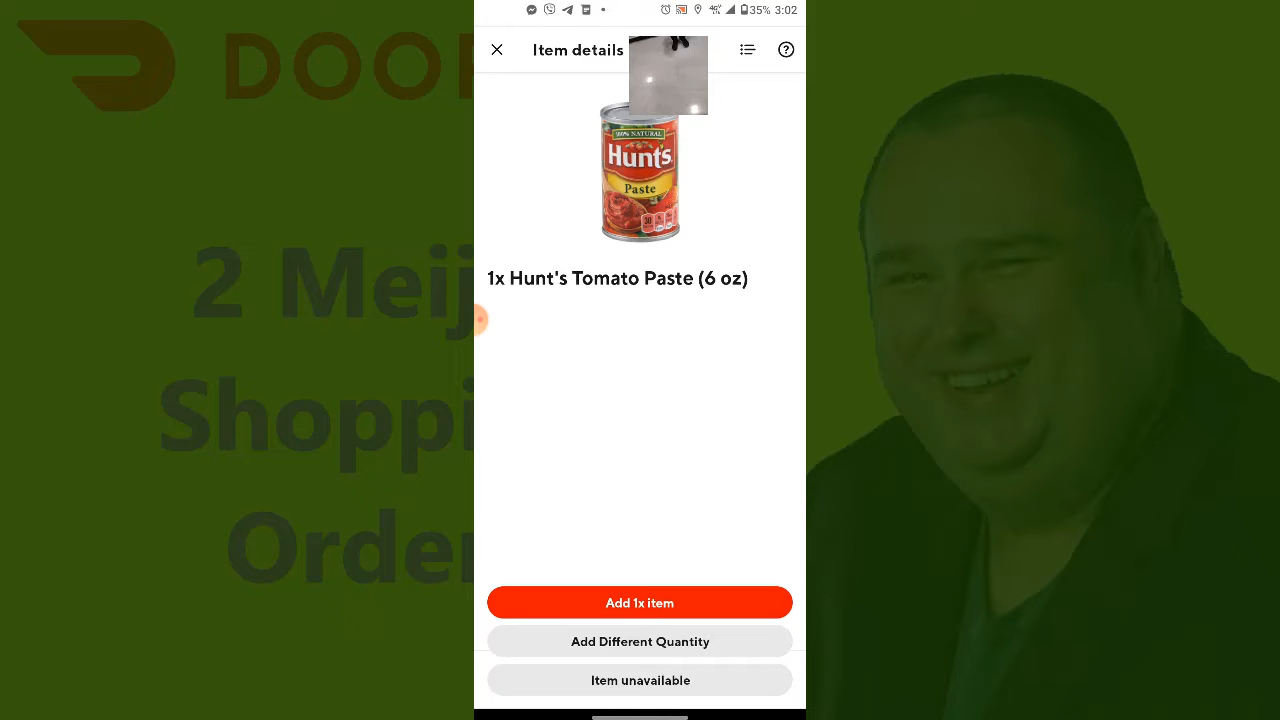 35% 3:02
Item details
100% NATURAL
Hunt's
Paste
1x Hunt's Tomato Paste (6 oz)
Add 1x item
Add Different Quantity
Item unavailable
DOOR
2 Meij
Shoppi
Order